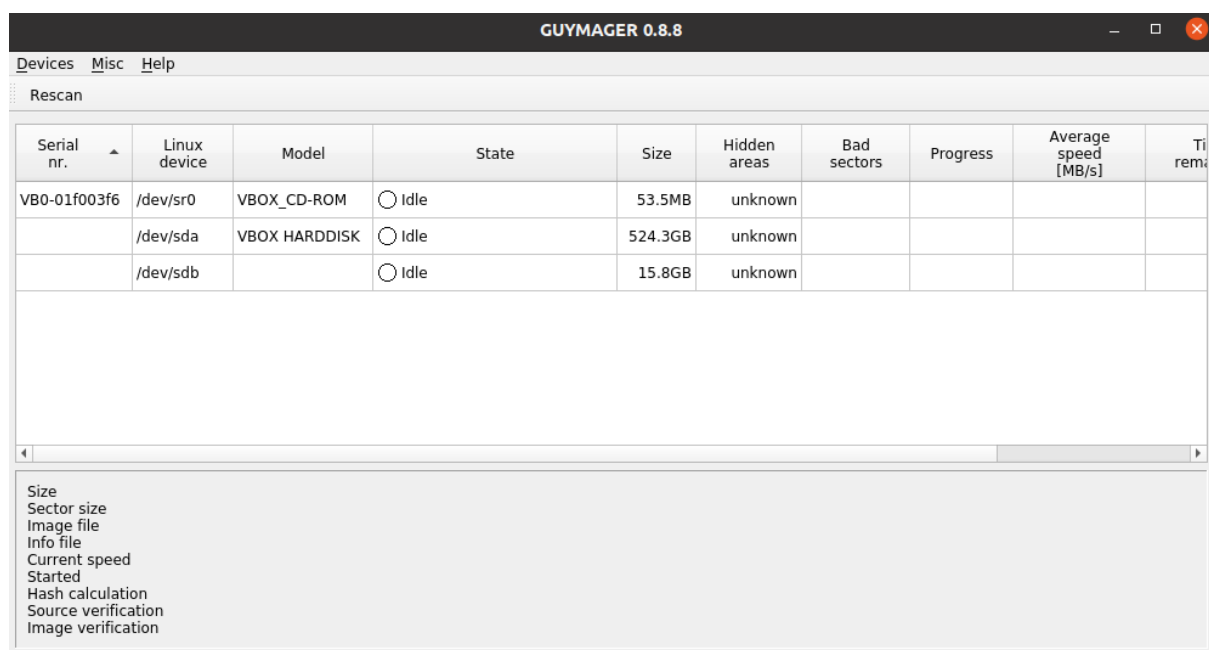 GUYMAGER 0.8.8
Devices Misc Help
Rescan
Serial nr. Linux device Model State Size Hidden areas Bad sectors Progress Average speed [MB/s] Ti rema
VB0-01f003f6 /dev/sr0 VBOX_CD-ROM Idle 53.5MB unknown
/dev/sda VBOX HARDDISK Idle 524.3GB unknown
/dev/sdb Idle 15.8GB unknown
Size
Sector size
Image file
Info file
Current speed
Started
Hash calculation
Source verification
Image verification